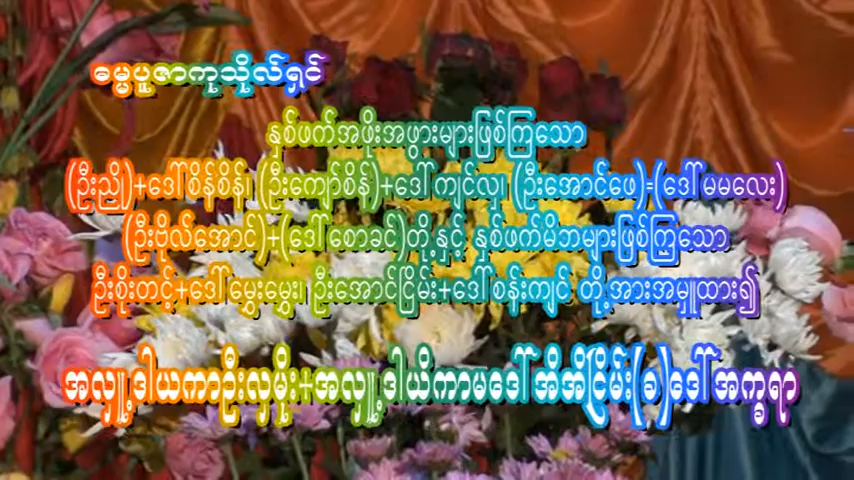 ဓမ္မပူဇာကုသိုလ်ရှင်
နှစ်ဖက်အဖိုးအဖွားများဖြစ်ကြသော
(ဦးညို)+ဒေါ်စိန်စိန်၊ (ဦးကျော်စိန်)+ဒေါ်ကျင်လှ၊ (ဦးအောင်ဖေ)+(ဒေါ်မမလေး)
(ဦးဗိုလ်အောင်)+(ဒေါ်စောခင်)တို့နှင့် နှစ်ဖက်မိဘများဖြစ်ကြသော
ဦးစိုးတင့်+ဒေါ်မွှေးမွှေး၊ ဦးအောင်ငြိမ်း+ဒေါ်စန်းကျင် တို့အားအမှူထား၍
အလှူ့ဒါယကာဦးလှမိုး+အလှူ့ဒါယိကာမဒေါ်အိအိငြိမ်း(ခ)ဒေါ်အက္ခရာ